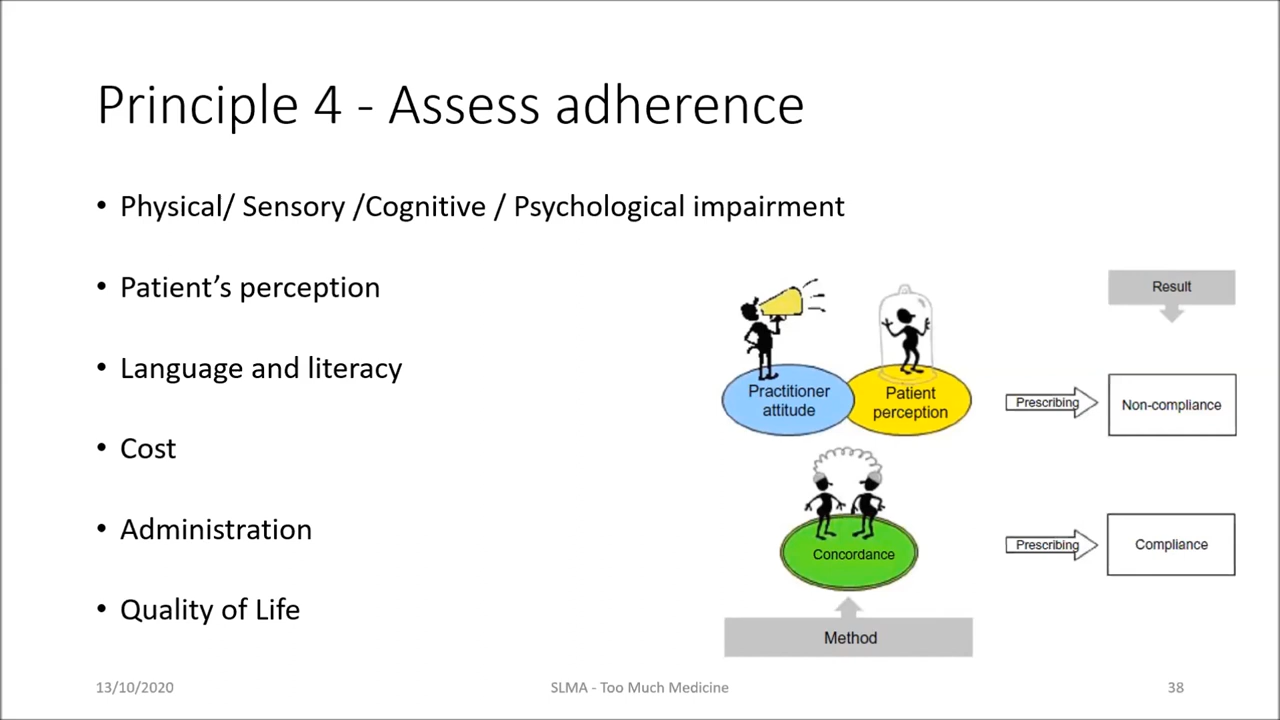 Principle 4 - Assess adherence
• Physical/ Sensory /Cognitive / Psychological impairment
• Patient’s perception
• Language and literacy
• Cost
• Administration
• Quality of Life
Result
Practitioner
attitude
Patient
perception
Prescribing
Non-compliance
Concordance
Prescribing
Compliance
Method
13/10/2020
SLMA - Too Much Medicine
38